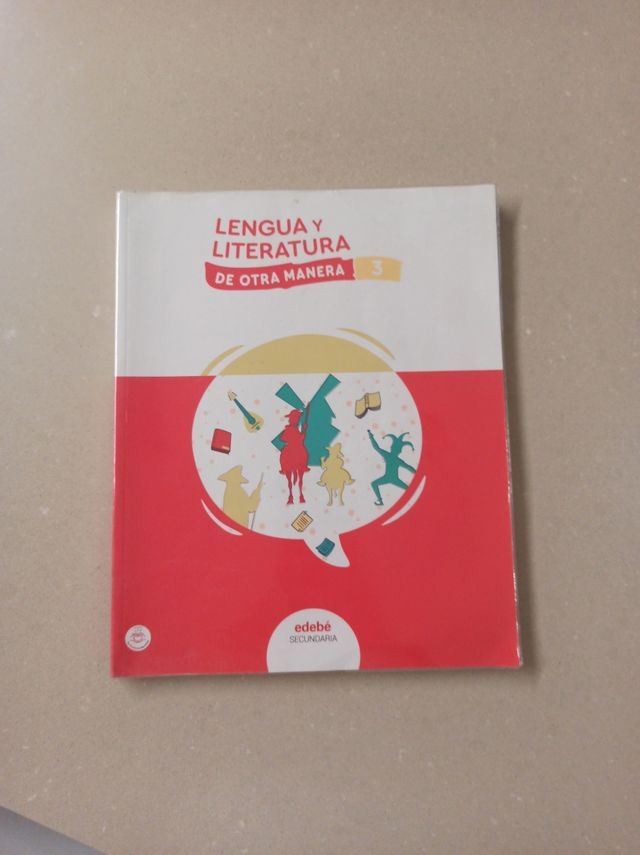 LENGUA Y
LITERATURA
DE OTRA MANERA 3
edebé
SECUNDARIA